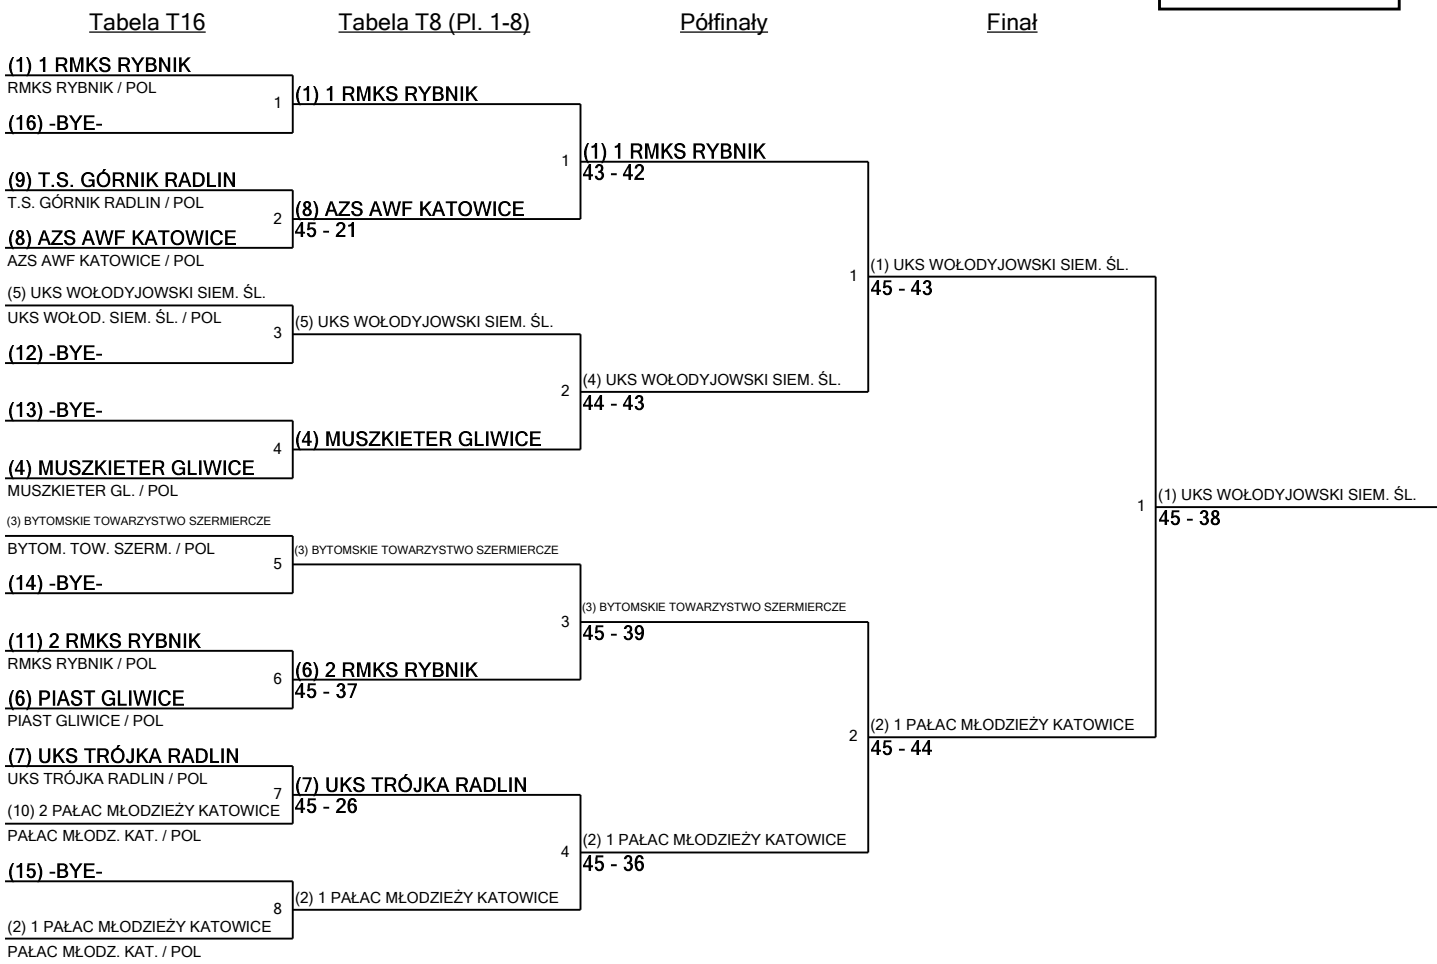 Tabela T16
Tabela T8 (Pl. 1-8)
Półfinały
Finał
(1) 1 RMKS RYBNIK
RMKS RYBNIK / POL
1
(16) -BYE-
(9) T.S. GÓRNIK RADLIN
T.S. GÓRNIK RADLIN / POL
2
(8) AZS AWF KATOWICE
AZS AWF KATOWICE / POL
(5) UKS WOŁODYJOWSKI SIEM. ŚL.
UKS WOŁOD. SIEM. ŚL. / POL
3
(12) -BYE-
(13) -BYE-
4
(4) MUSZKIETER GLIWICE
MUSZKIETER GL. / POL
(3) BYTOMSKIE TOWARZYSTWO SZERMIERCZE
BYTOM. TOW. SZERM. / POL
5
(14) -BYE-
(11) 2 RMKS RYBNIK
RMKS RYBNIK / POL
6
(6) PIAST GLIWICE
PIAST GLIWICE / POL
(7) UKS TRÓJKA RADLIN
UKS TRÓJKA RADLIN / POL
7
(10) 2 PAŁAC MŁODZIEŻY KATOWICE
PAŁAC MŁODZ. KAT. / POL
(15) -BYE-
8
(2) 1 PAŁAC MŁODZIEŻY KATOWICE
PAŁAC MŁODZ. KAT. / POL
(1) 1 RMKS RYBNIK
1
(8) AZS AWF KATOWICE
45 - 21
(5) UKS WOŁODYJOWSKI SIEM. ŚL.
2
(4) MUSZKIETER GLIWICE
(3) BYTOMSKIE TOWARZYSTWO SZERMIERCZE
3
(6) 2 RMKS RYBNIK
45 - 37
(7) UKS TRÓJKA RADLIN
45 - 26
4
(2) 1 PAŁAC MŁODZIEŻY KATOWICE
(1) 1 RMKS RYBNIK
43 - 42
1
(4) UKS WOŁODYJOWSKI SIEM. ŚL.
44 - 43
(3) BYTOMSKIE TOWARZYSTWO SZERMIERCZE
45 - 39
2
(2) 1 PAŁAC MŁODZIEŻY KATOWICE
45 - 36
(1) UKS WOŁODYJOWSKI SIEM. ŚL.
45 - 43
1
(2) 1 PAŁAC MŁODZIEŻY KATOWICE
45 - 44
(1) UKS WOŁODYJOWSKI SIEM. ŚL.
45 - 38